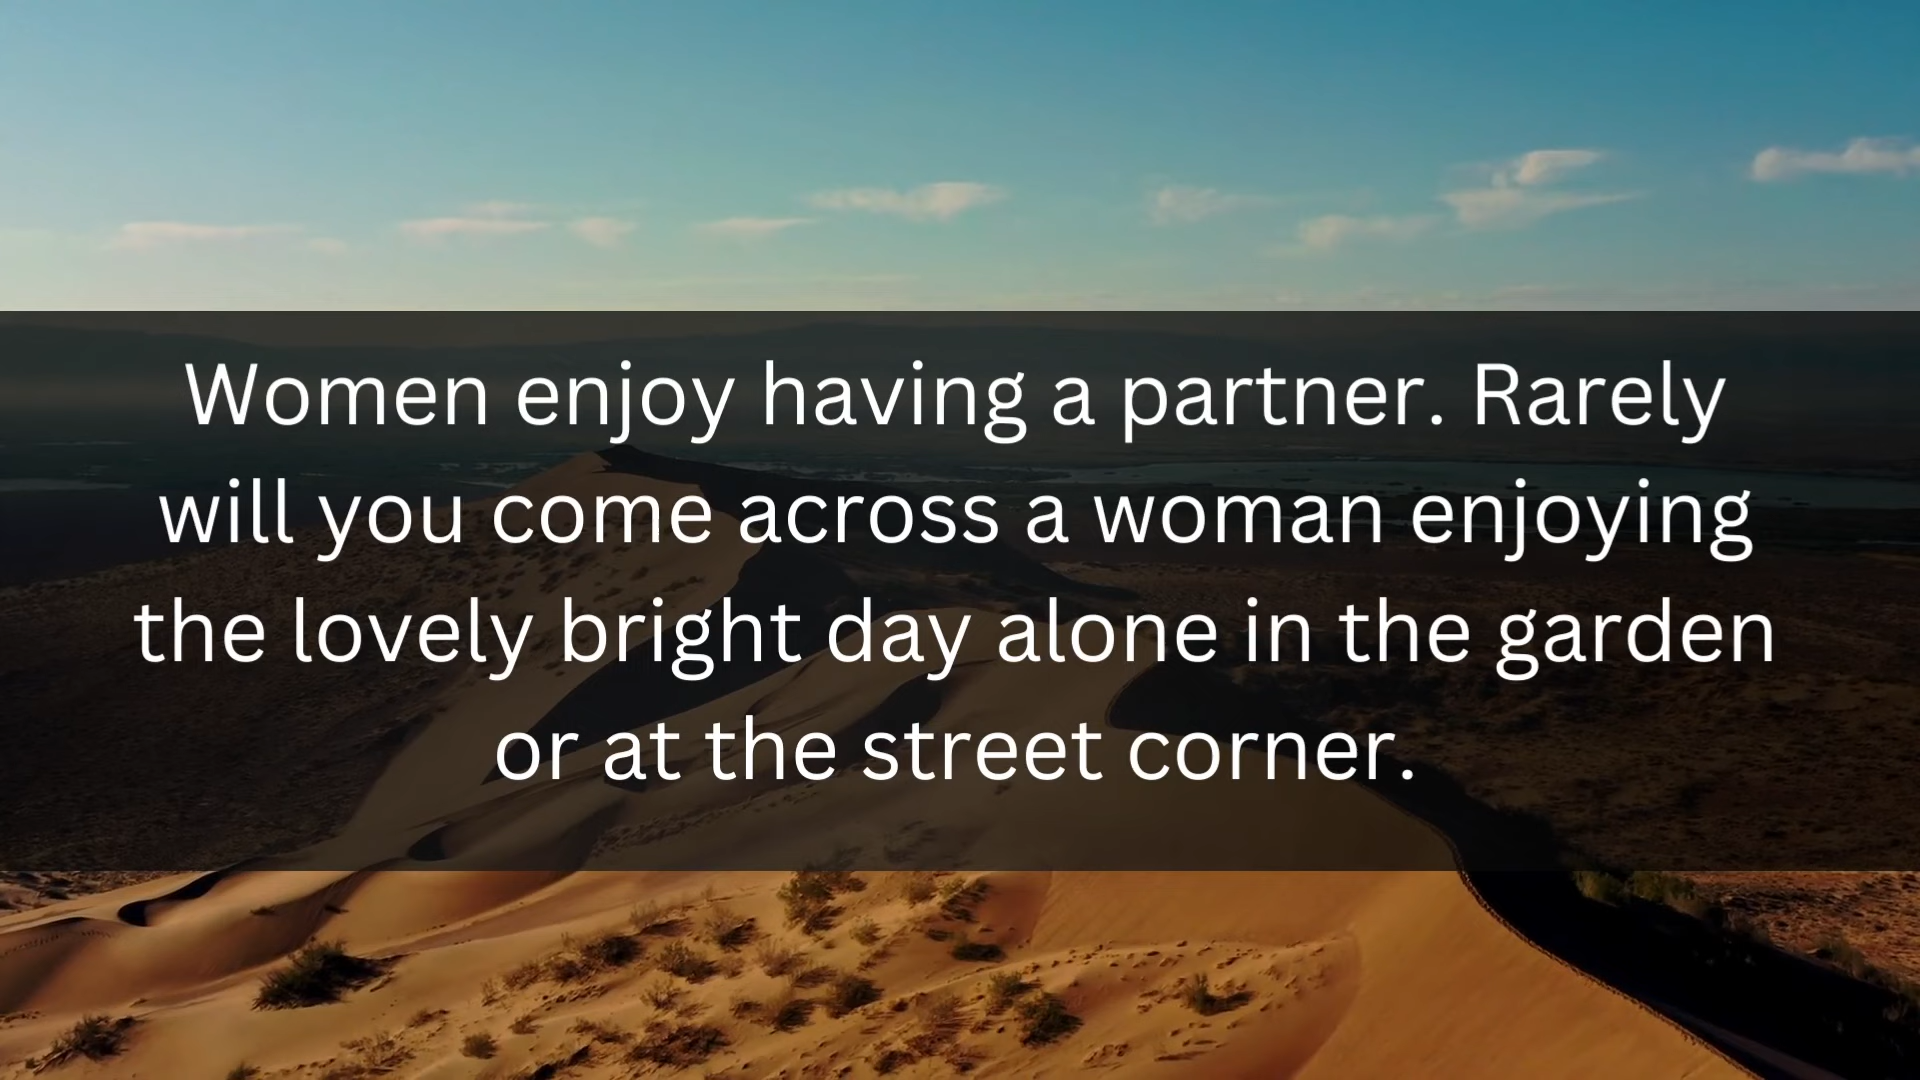 Women enjoy having a partner. Rarely
will you come across a woman enjoying
the lovely bright day alone in the garden
or at the street corner.